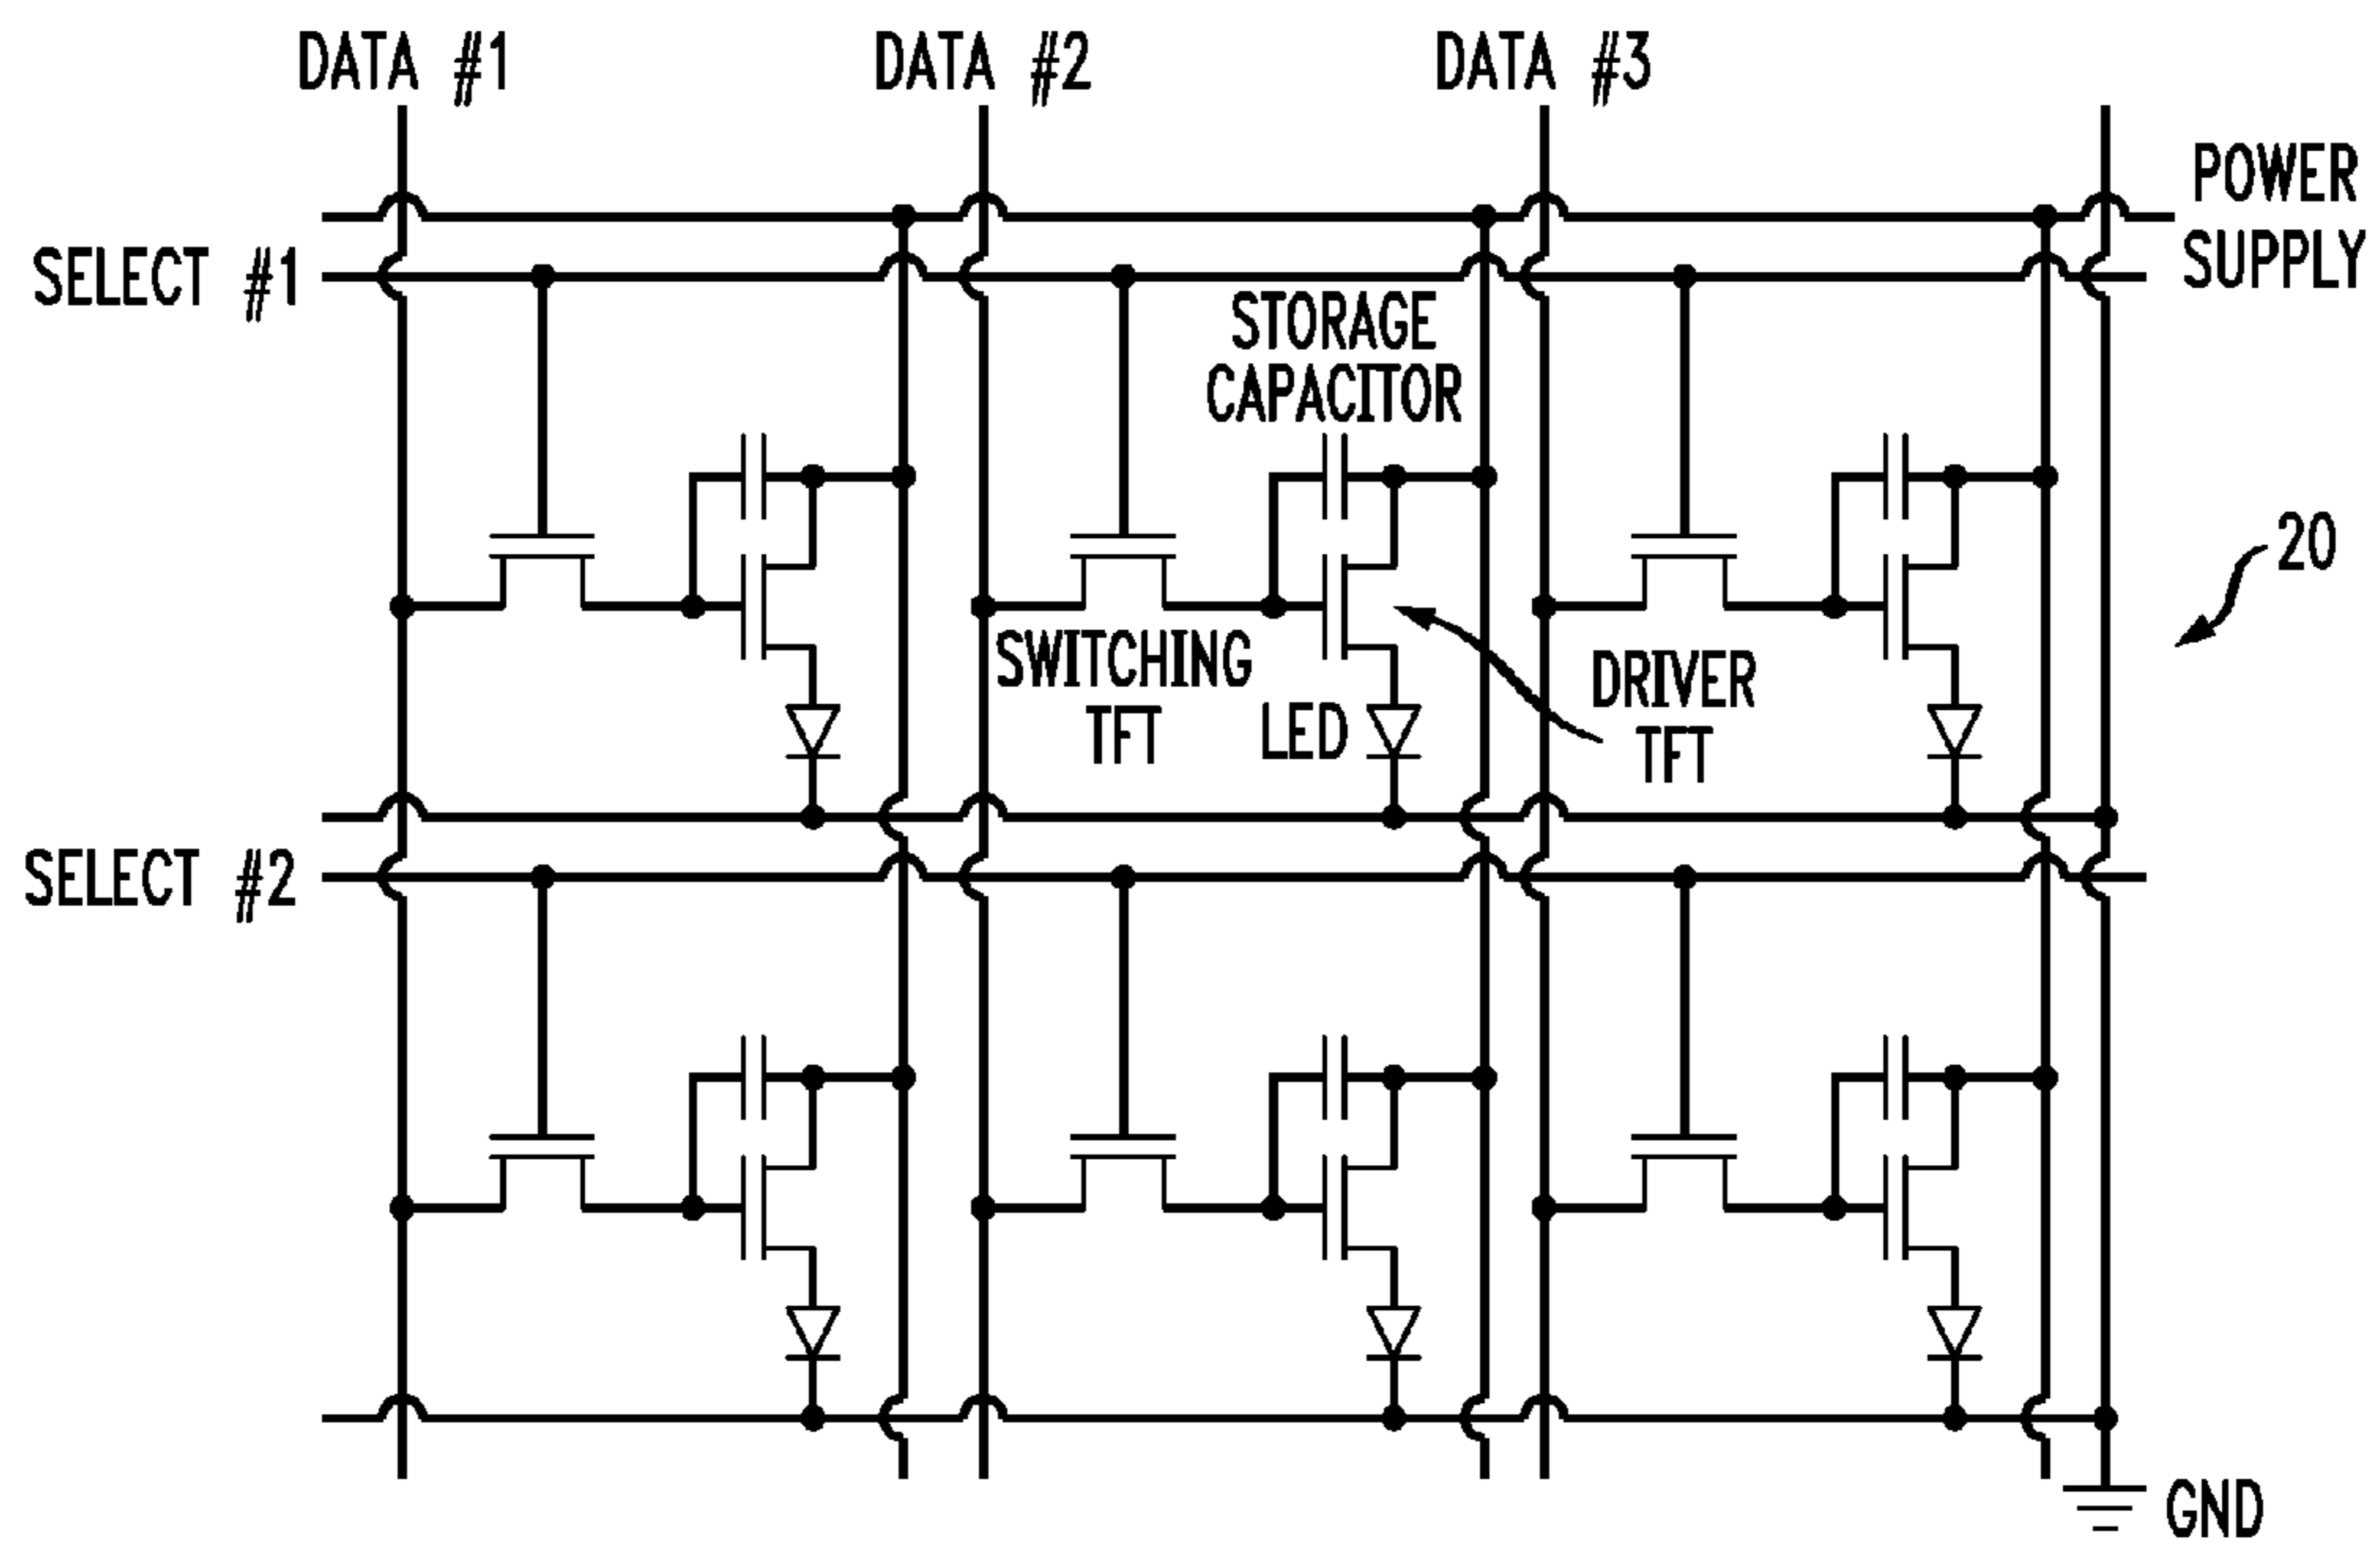 DATA #1
DATA #2
DATA #3
POWER
SUPPLY
SELECT #1
STORAGE
CAPACITOR
20
SWITCHING
TFT
LED
DRIVER
TFT
SELECT #2
GND